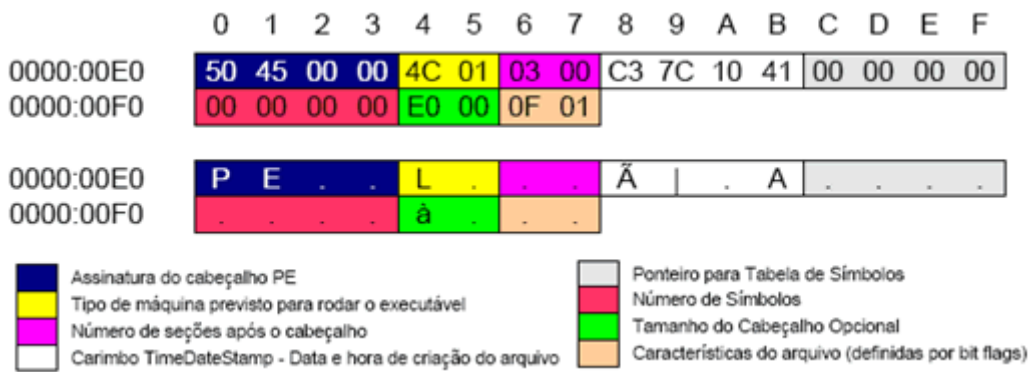 0 1 2 3 4 5 6 7 8 9 A B C D E F
0000:00E0 50 45 00 00 4C 01 03 00 C3 7C 10 41 00 00 00 00
0000:00F0 00 00 00 00 E0 00 0F 01
0000:00E0 P E . . L . . . Ã | . A . . . .
0000:00F0 . . . . à . . .
Assinatura do cabeçalho PE
Tipo de máquina previsto para rodar o executável
Número de seções após o cabeçalho
Carimbo TimeDateStamp - Data e hora de criação do arquivo
Ponteiro para Tabela de Símbolos
Número de Símbolos
Tamanho do Cabeçalho Opcional
Características do arquivo (definidas por bit flags)